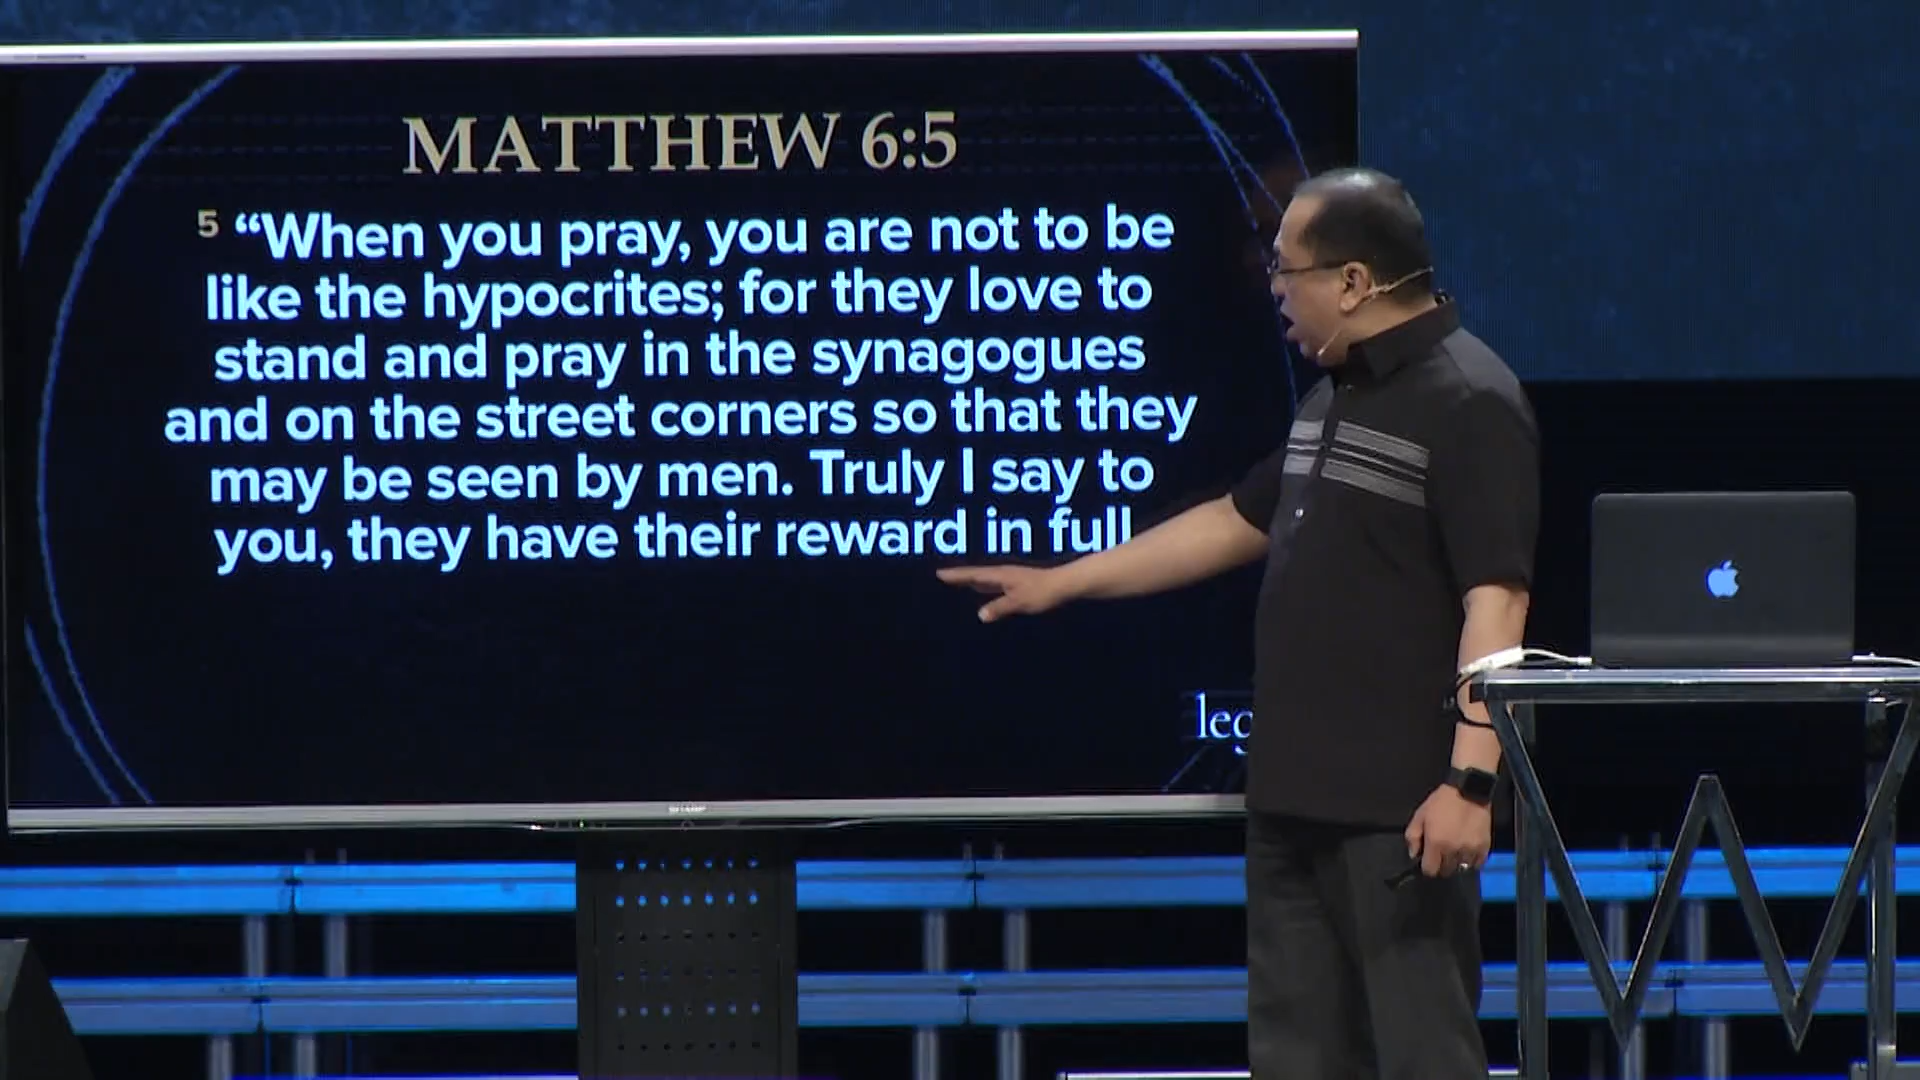 MATTHEW 6:5
5 “When you pray, you are not to be
like the hypocrites; for they love to
stand and pray in the synagogues
and on the street corners so that they
may be seen by men. Truly I say to
you, they have their reward in full
leg
SHARP